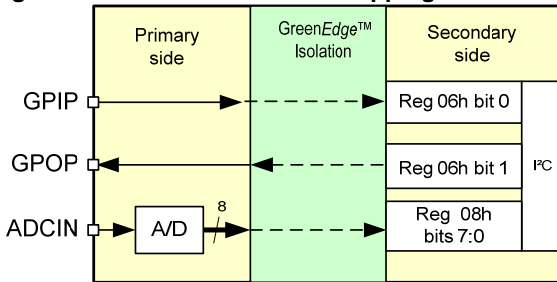 Primary
side
GreenEdge™
Isolation
Secondary
side
GPIP
Reg 06h bit 0
GPOP
Reg 06h bit 1
I²C
ADCIN
A/D
8
Reg 08h
bits 7:0